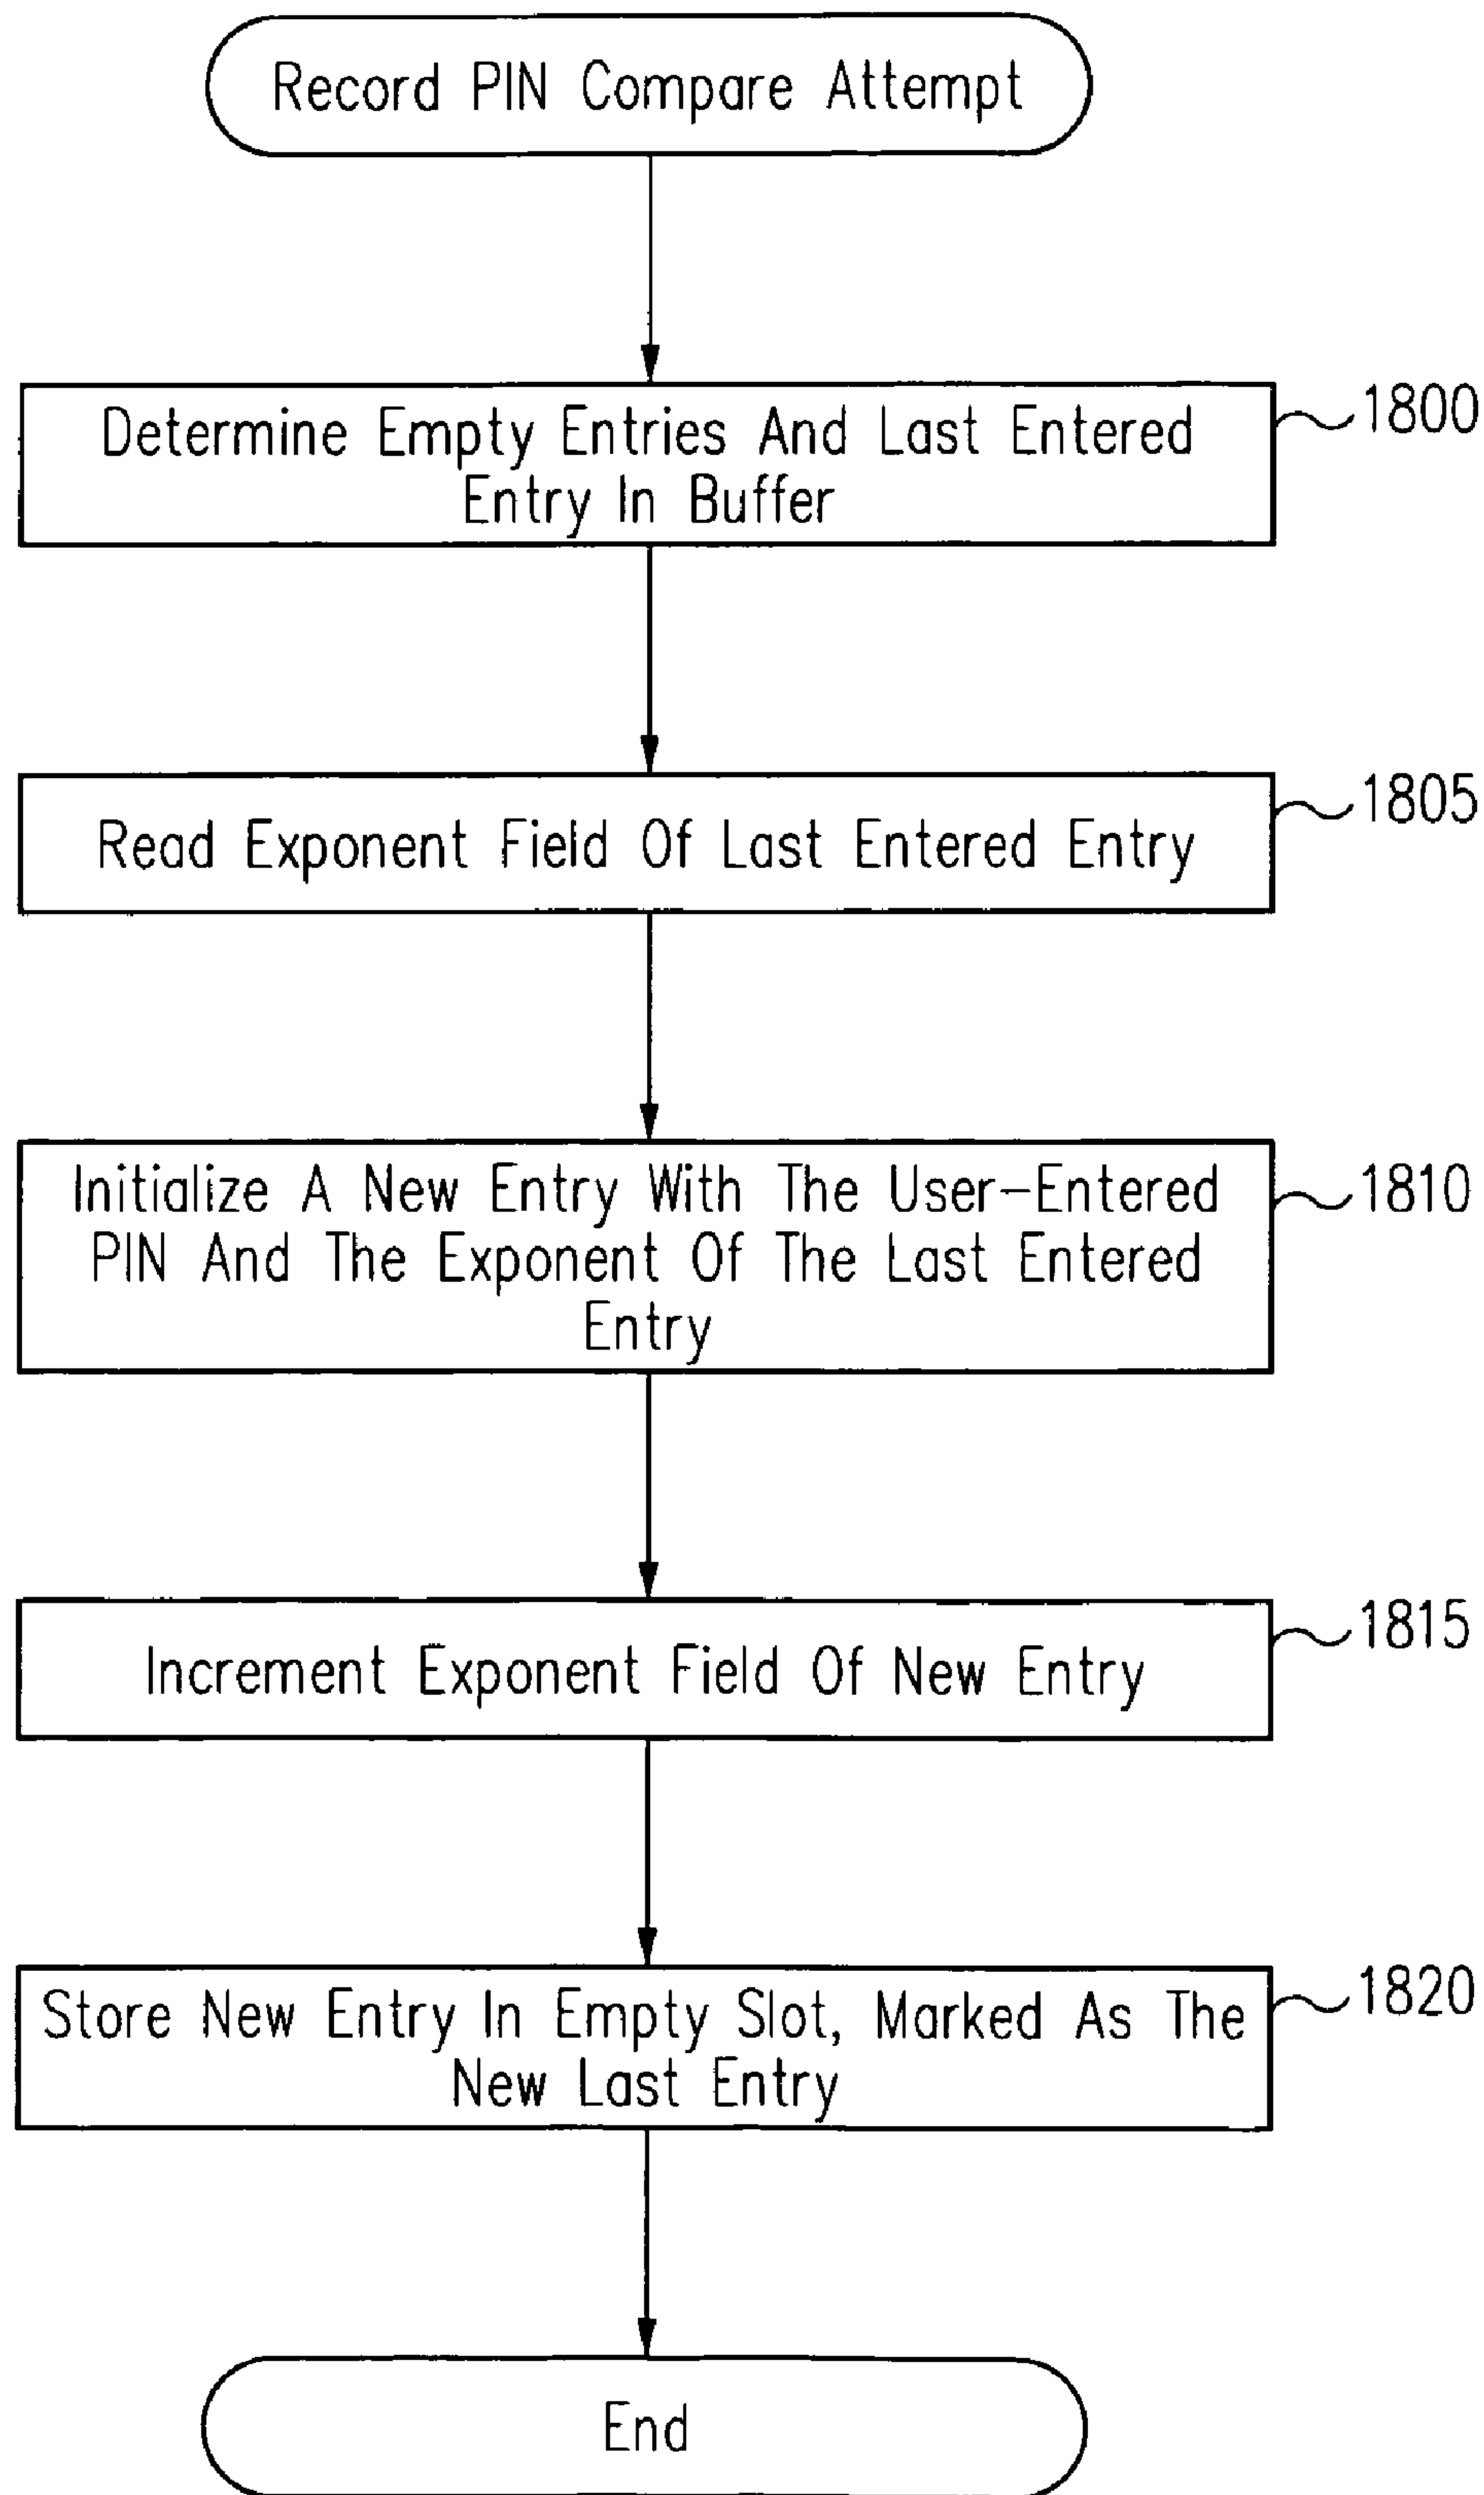 Record PIN Compare Attempt
Determine Empty Entries And Last Entered
Entry In Buffer
1800
Read Exponent Field Of Last Entered Entry
1805
Initialize A New Entry With The User-Entered
PIN And The Exponent Of The Last Entered
Entry
1810
Increment Exponent Field Of New Entry
1815
Store New Entry In Empty Slot, Marked As The
New Last Entry
1820
End